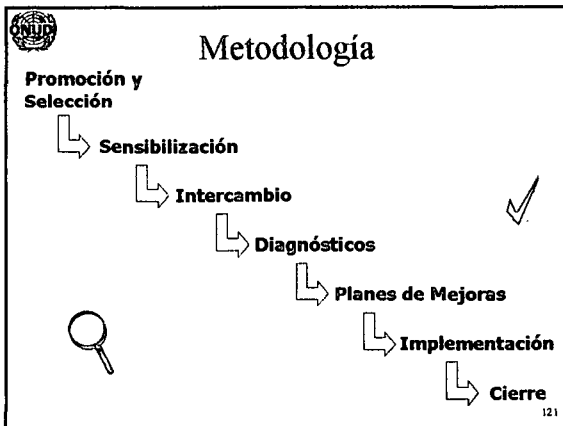 ONUDI
Metodología
Promoción y
Selección
Sensibilización
Intercambio
Diagnósticos
Planes de Mejoras
Implementación
Cierre
121